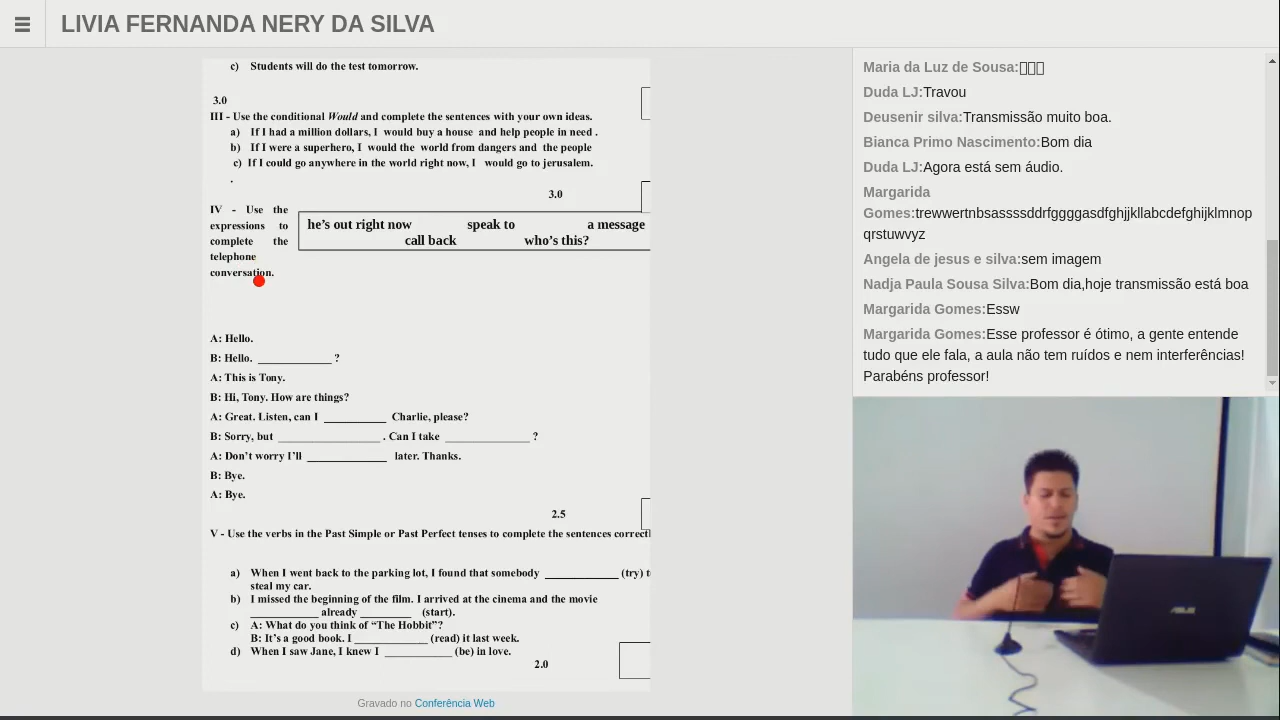 LIVIA FERNANDA NERY DA SILVA
c) Students will do the test tomorrow.
3.0
III - Use the conditional Would and complete the sentences with your own ideas.
a) If I had a million dollars, I would buy a house and help people in need .
b) If I were a superhero, I would the world from dangers and the people
c) If I could go anywhere in the world right now, I would go to jerusalem.
.
3.0
IV - Use the
expressions to
complete the
telephone
conversation.
he's out right now speak to a message
call back who's this?
A: Hello.
B: Hello. _____________ ?
A: This is Tony.
B: Hi, Tony. How are things?
A: Great. Listen, can I ___________ Charlie, please?
B: Sorry, but __________________ . Can I take _______________ ?
A: Don't worry I'll ______________ later. Thanks.
B: Bye.
A: Bye.
2.5
V - Use the verbs in the Past Simple or Past Perfect tenses to complete the sentences correctl
a) When I went back to the parking lot, I found that somebody _____________ (try) t
steal my car.
b) I missed the beginning of the film. I arrived at the cinema and the movie
____________ already _________ (start).
c) A: What do you think of “The Hobbit”?
B: It's a good book. I _____________ (read) it last week.
d) When I saw Jane, I knew I ____________ (be) in love.
2.0
Gravado no Conferência Web
Maria da Luz de Sousa:
Duda LJ:Travou
Deusenir silva:Transmissão muito boa.
Bianca Primo Nascimento:Bom dia
Duda LJ:Agora está sem áudio.
Margarida
Gomes:trewwertnbsassssddrfggggasdfghjjkllabcdefghijklmnop
qrstuwvyz
Angela de jesus e silva:sem imagem
Nadja Paula Sousa Silva:Bom dia,hoje transmissão está boa
Margarida Gomes:Essw
Margarida Gomes:Esse professor é ótimo, a gente entende
tudo que ele fala, a aula não tem ruídos e nem interferências!
Parabéns professor!
ASUS